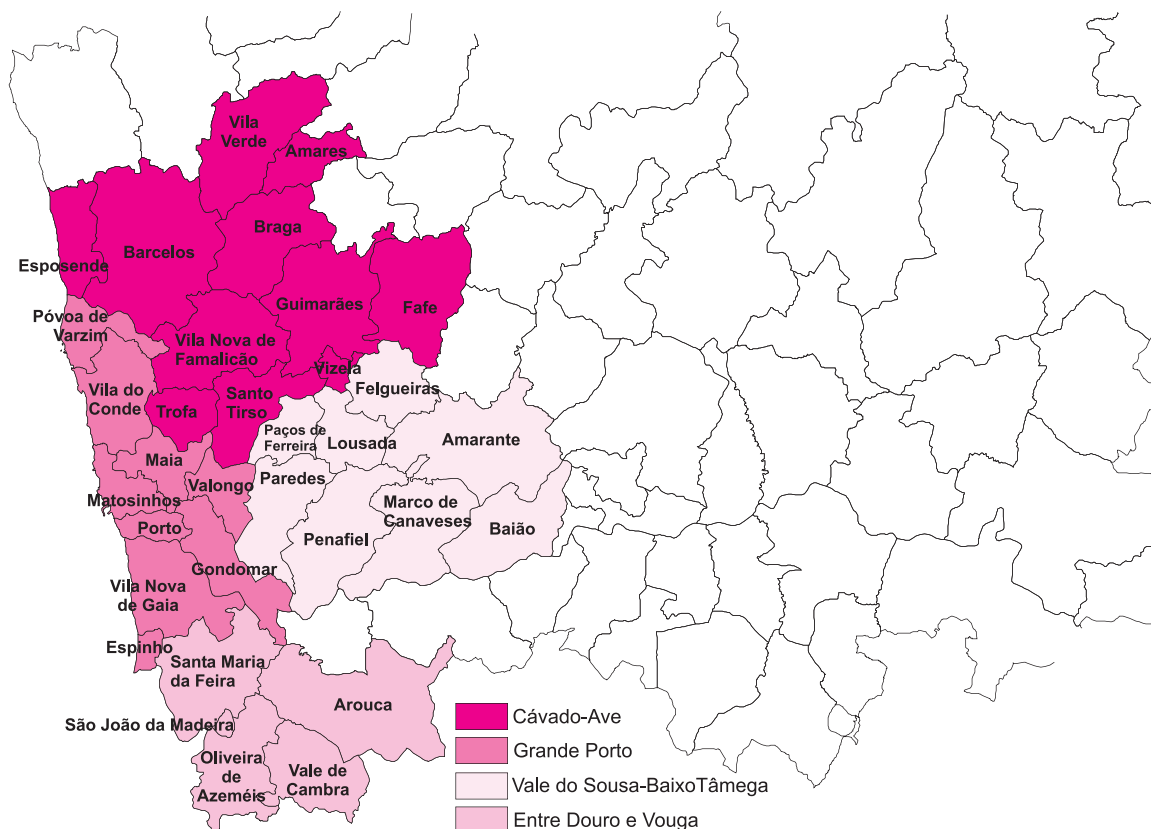 Vila
Verde
Amares
Braga
Barcelos
Esposende
Guimarães
Fafe
Póvoa de
Varzim
Vila Nova de
Famalicão
Vizela
Felgueiras
Vila do
Conde
Trofa
Santo
Tirso
Paços de
Ferreira
Lousada
Amarante
Maia
Valongo
Paredes
Matosinhos
Marco de
Canaveses
Porto
Penafiel
Baião
Gondomar
Vila Nova
de Gaia
Espinho
Santa Maria
da Feira
Arouca
São João da Madeira
Oliveira
de
Azeméis
Vale de
Cambra
Cávado-Ave
Grande Porto
Vale do Sousa-BaixoTâmega
Entre Douro e Vouga